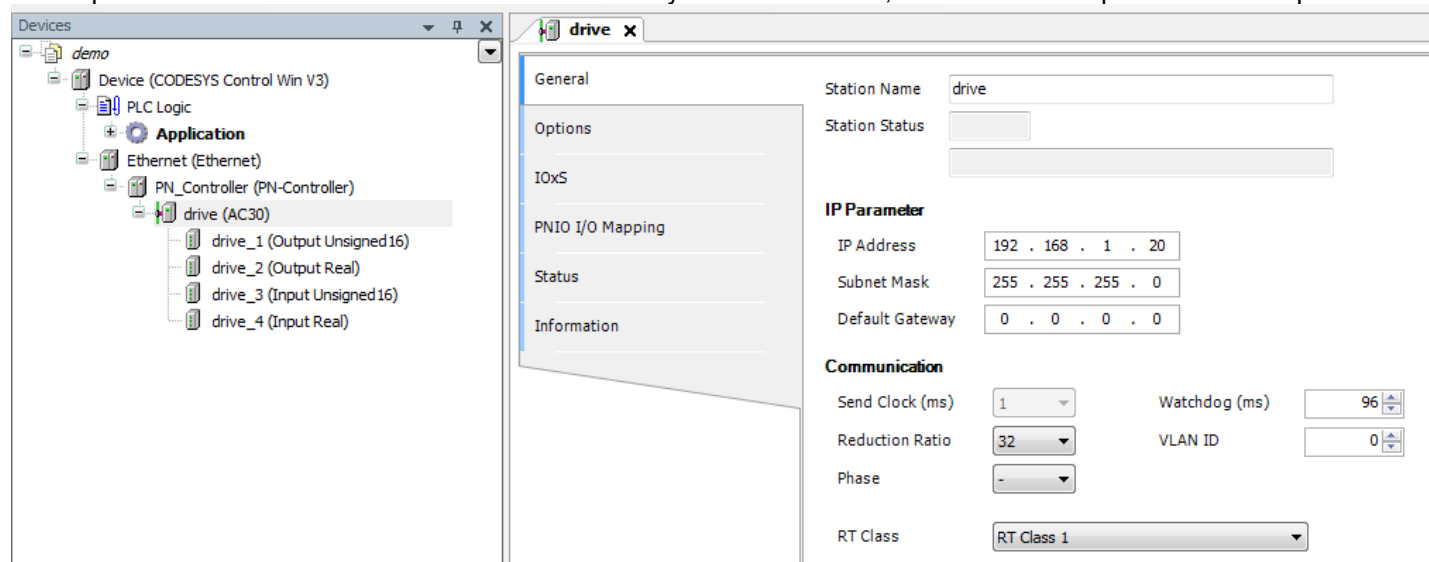 Devices
demo
Device (CODESYS Control Win V3)
PLC Logic
Application
Ethernet (Ethernet)
PN_Controller (PN-Controller)
drive (AC30)
drive_1 (Output Unsigned16)
drive_2 (Output Real)
drive_3 (Input Unsigned16)
drive_4 (Input Real)
drive x
General
Options
IOxS
PNIO I/O Mapping
Status
Information
Station Name drive
Station Status
IP Parameter
IP Address 192 . 168 . 1 . 20
Subnet Mask 255 . 255 . 255 . 0
Default Gateway 0 . 0 . 0 . 0
Communication
Send Clock (ms) 1 Watchdog (ms) 96
Reduction Ratio 32 VLAN ID 0
Phase -
RT Class RT Class 1